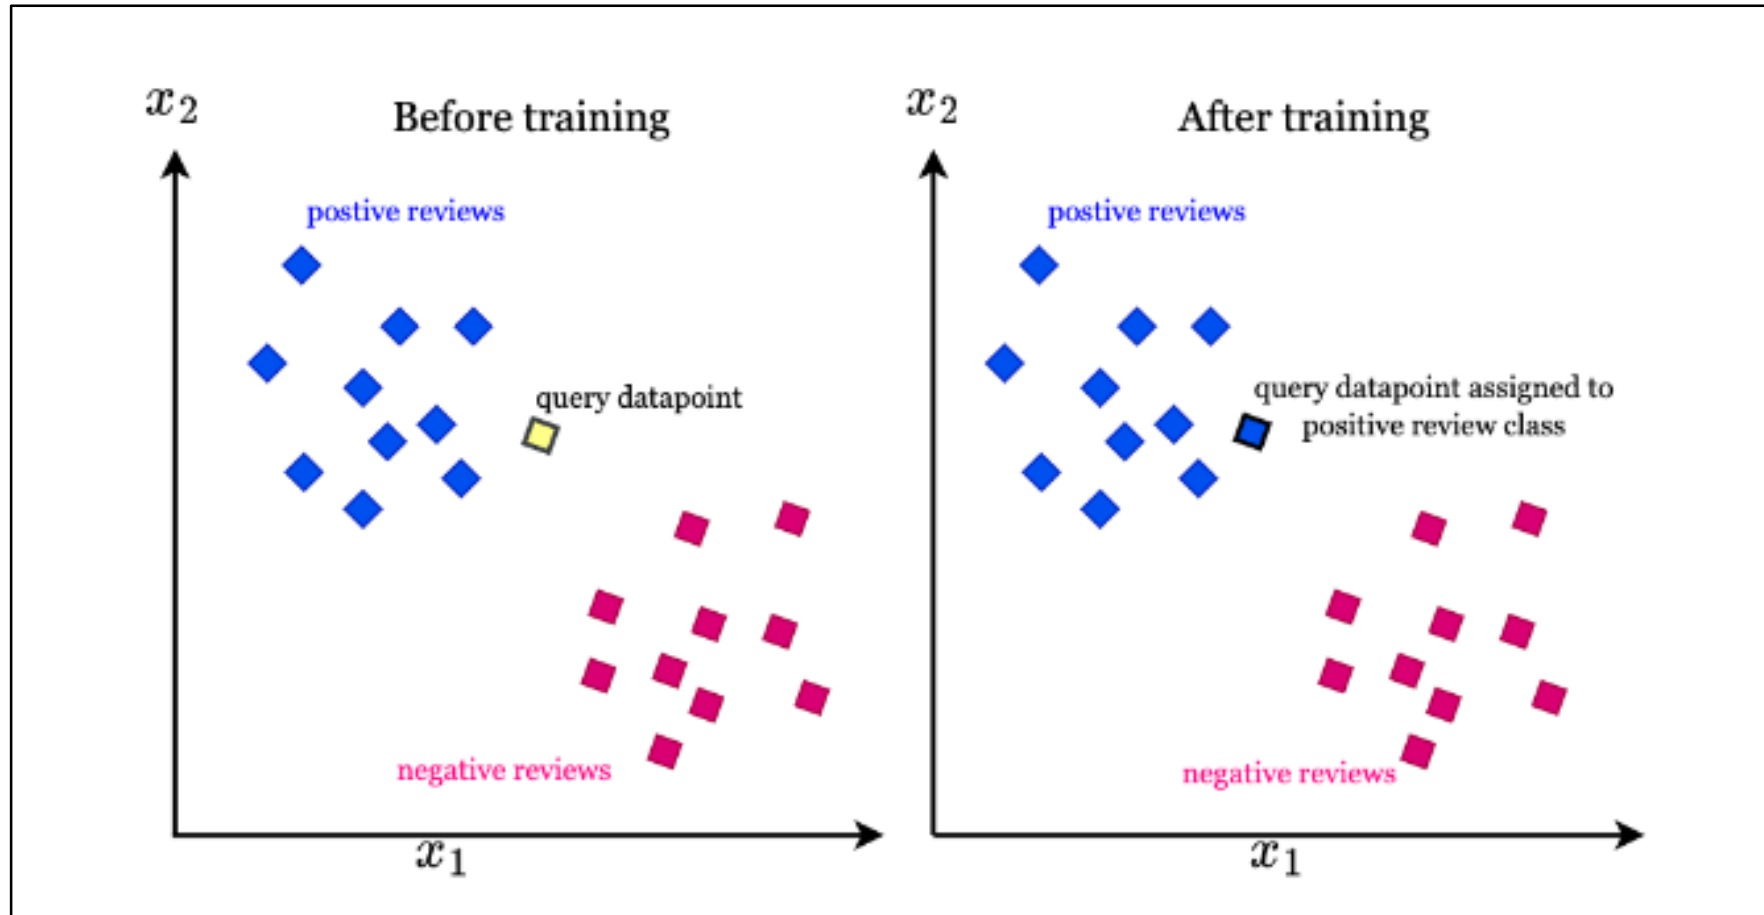 x2
Before training
postive reviews
query datapoint
negative reviews
x1
x2
After training
postive reviews
query datapoint assigned to
positive review class
negative reviews
x1